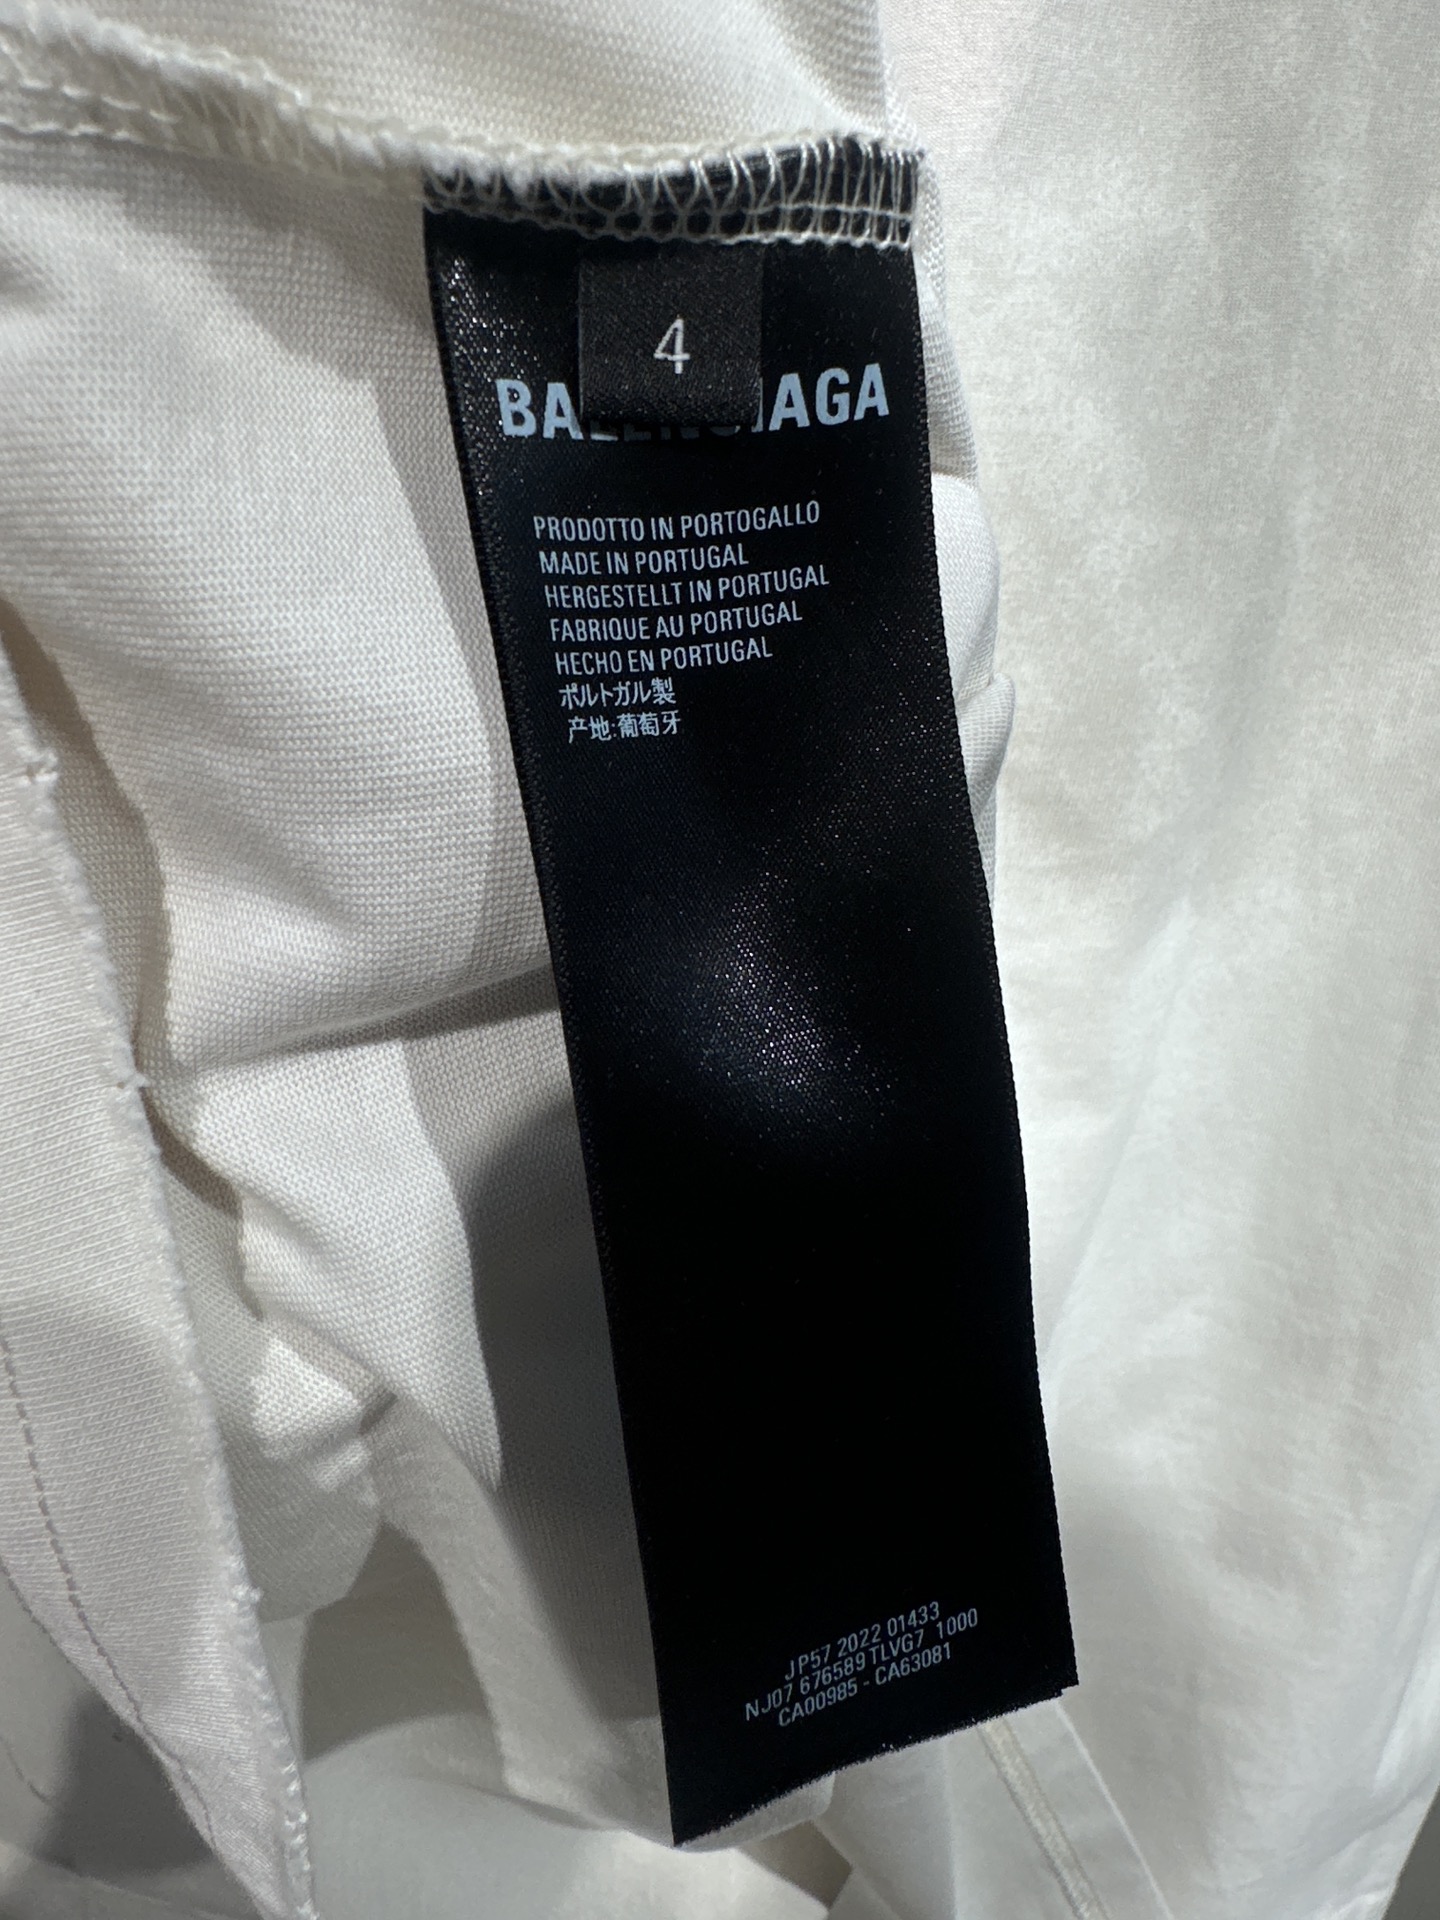 4
BALENCIAGA
PRODOTTO IN PORTOGALLO
MADE IN PORTUGAL
HERGESTELLT IN PORTUGAL
FABRIQUE AU PORTUGAL
HECHO EN PORTUGAL
ポルトガル製
产地:葡萄牙
JP57 2022 01433
NJ07 676589 TLVG7 1000
CA00985 - CA63081